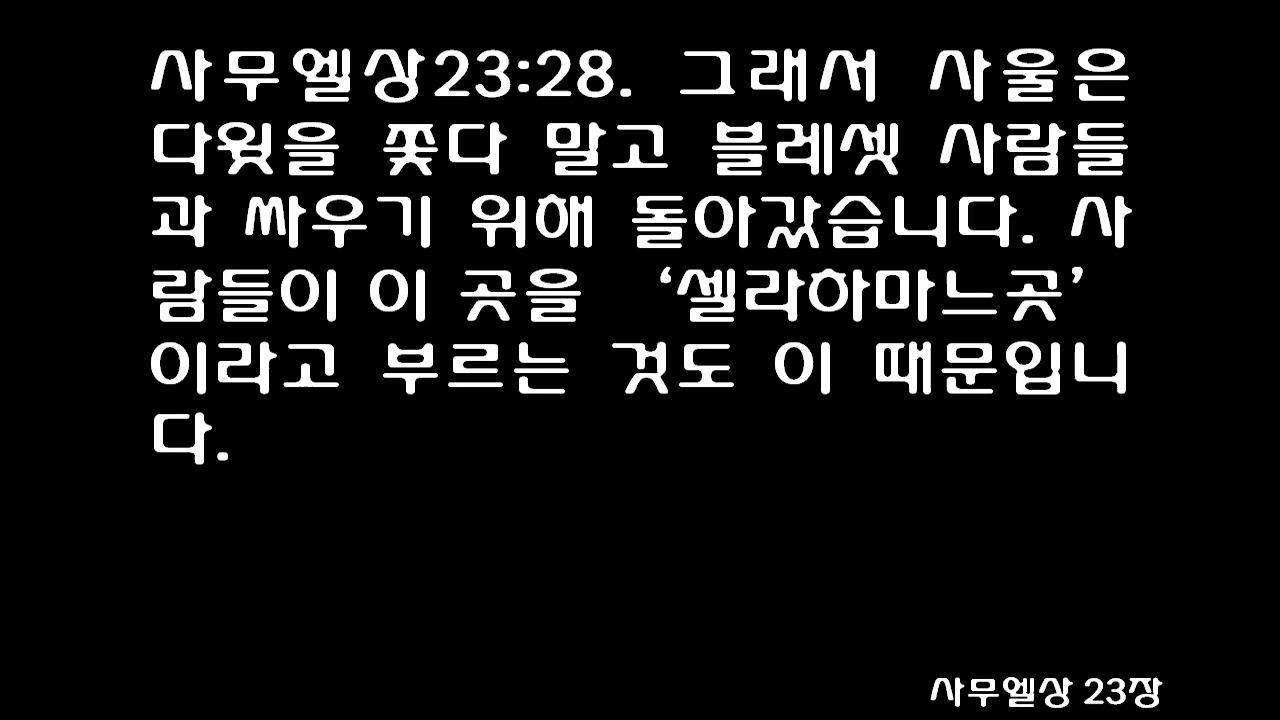 사무엘상23:28. 그래서 사울은
다윗을 쫓다 말고 블레셋 사람들
과 싸우기 위해 돌아갔습니다. 사
람들이 이 곳을 ‘셀라하마느곳’
이라고 부르는 것도 이 때문입니
다.
사무엘상 23장